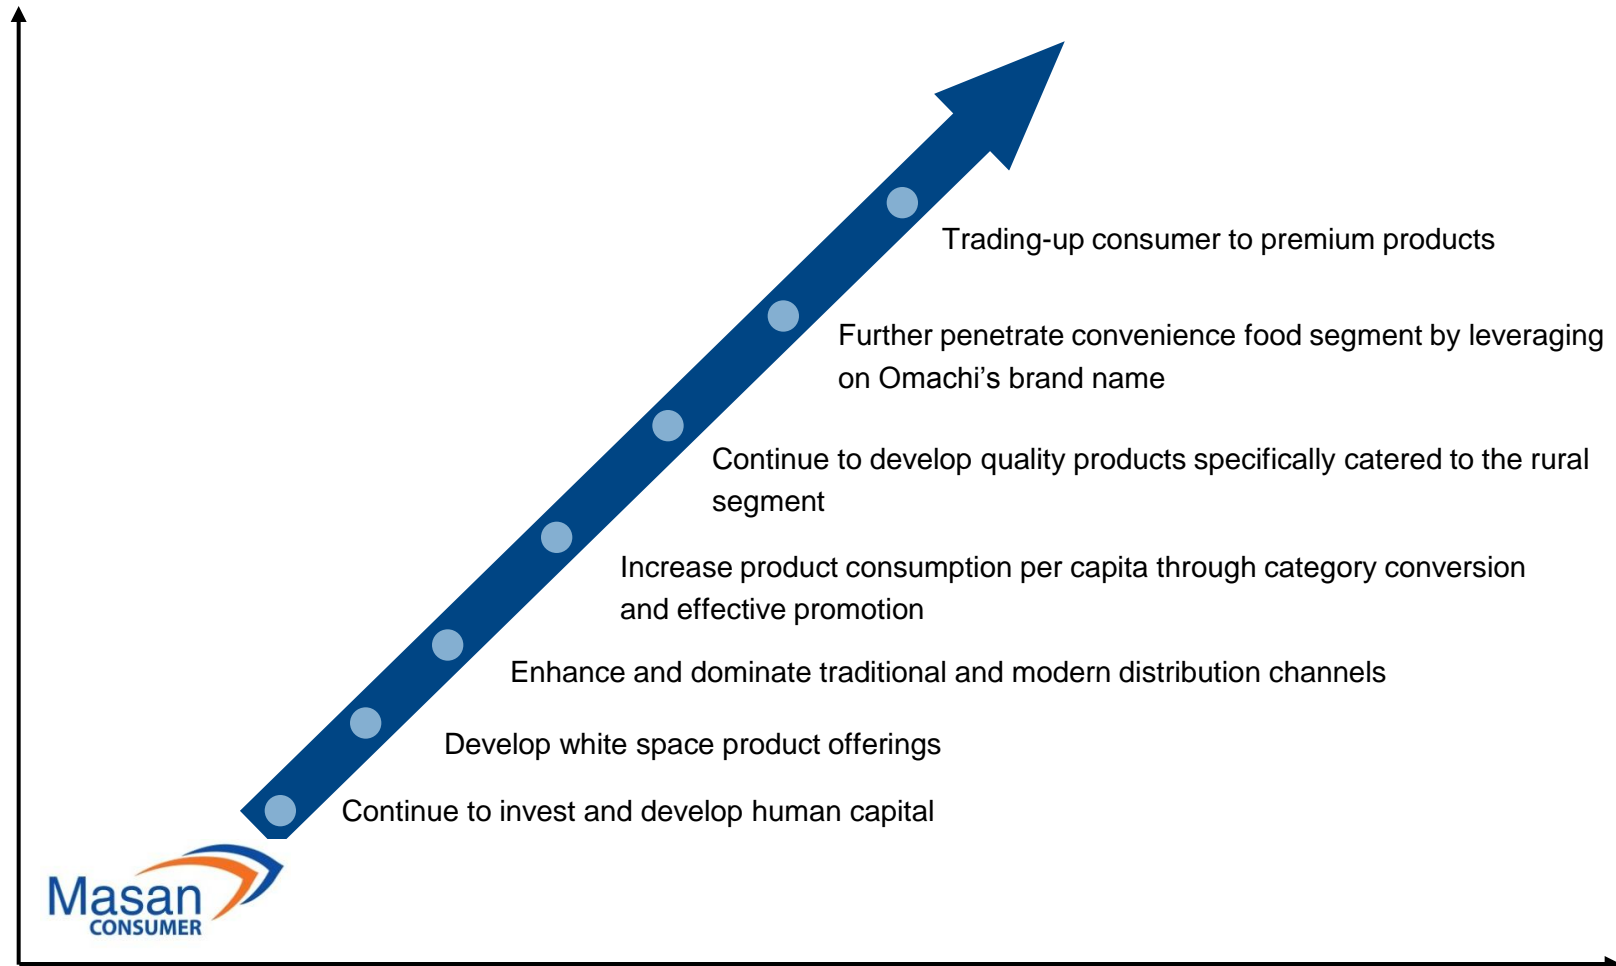 Trading-up consumer to premium products
Further penetrate convenience food segment by leveraging
on Omachi’s brand name
Continue to develop quality products specifically catered to the rural
segment
Increase product consumption per capita through category conversion
and effective promotion
Enhance and dominate traditional and modern distribution channels
Develop white space product offerings
Continue to invest and develop human capital
Masan
CONSUMER